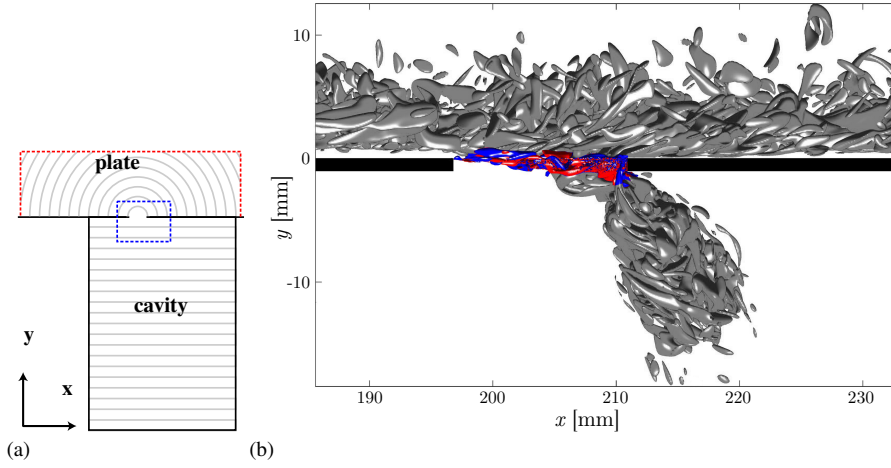 plate
cavity
y
x
(a)
10
0
-10
y [mm]
190
200
210
220
230
x [mm]
(b)